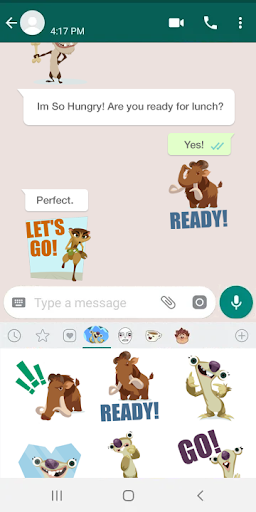 4:17 PM
Im So Hungry! Are you ready for lunch?
Yes!
READY!
Perfect.
LET'S
GO!
Type a message
!!!
READY!
GO!